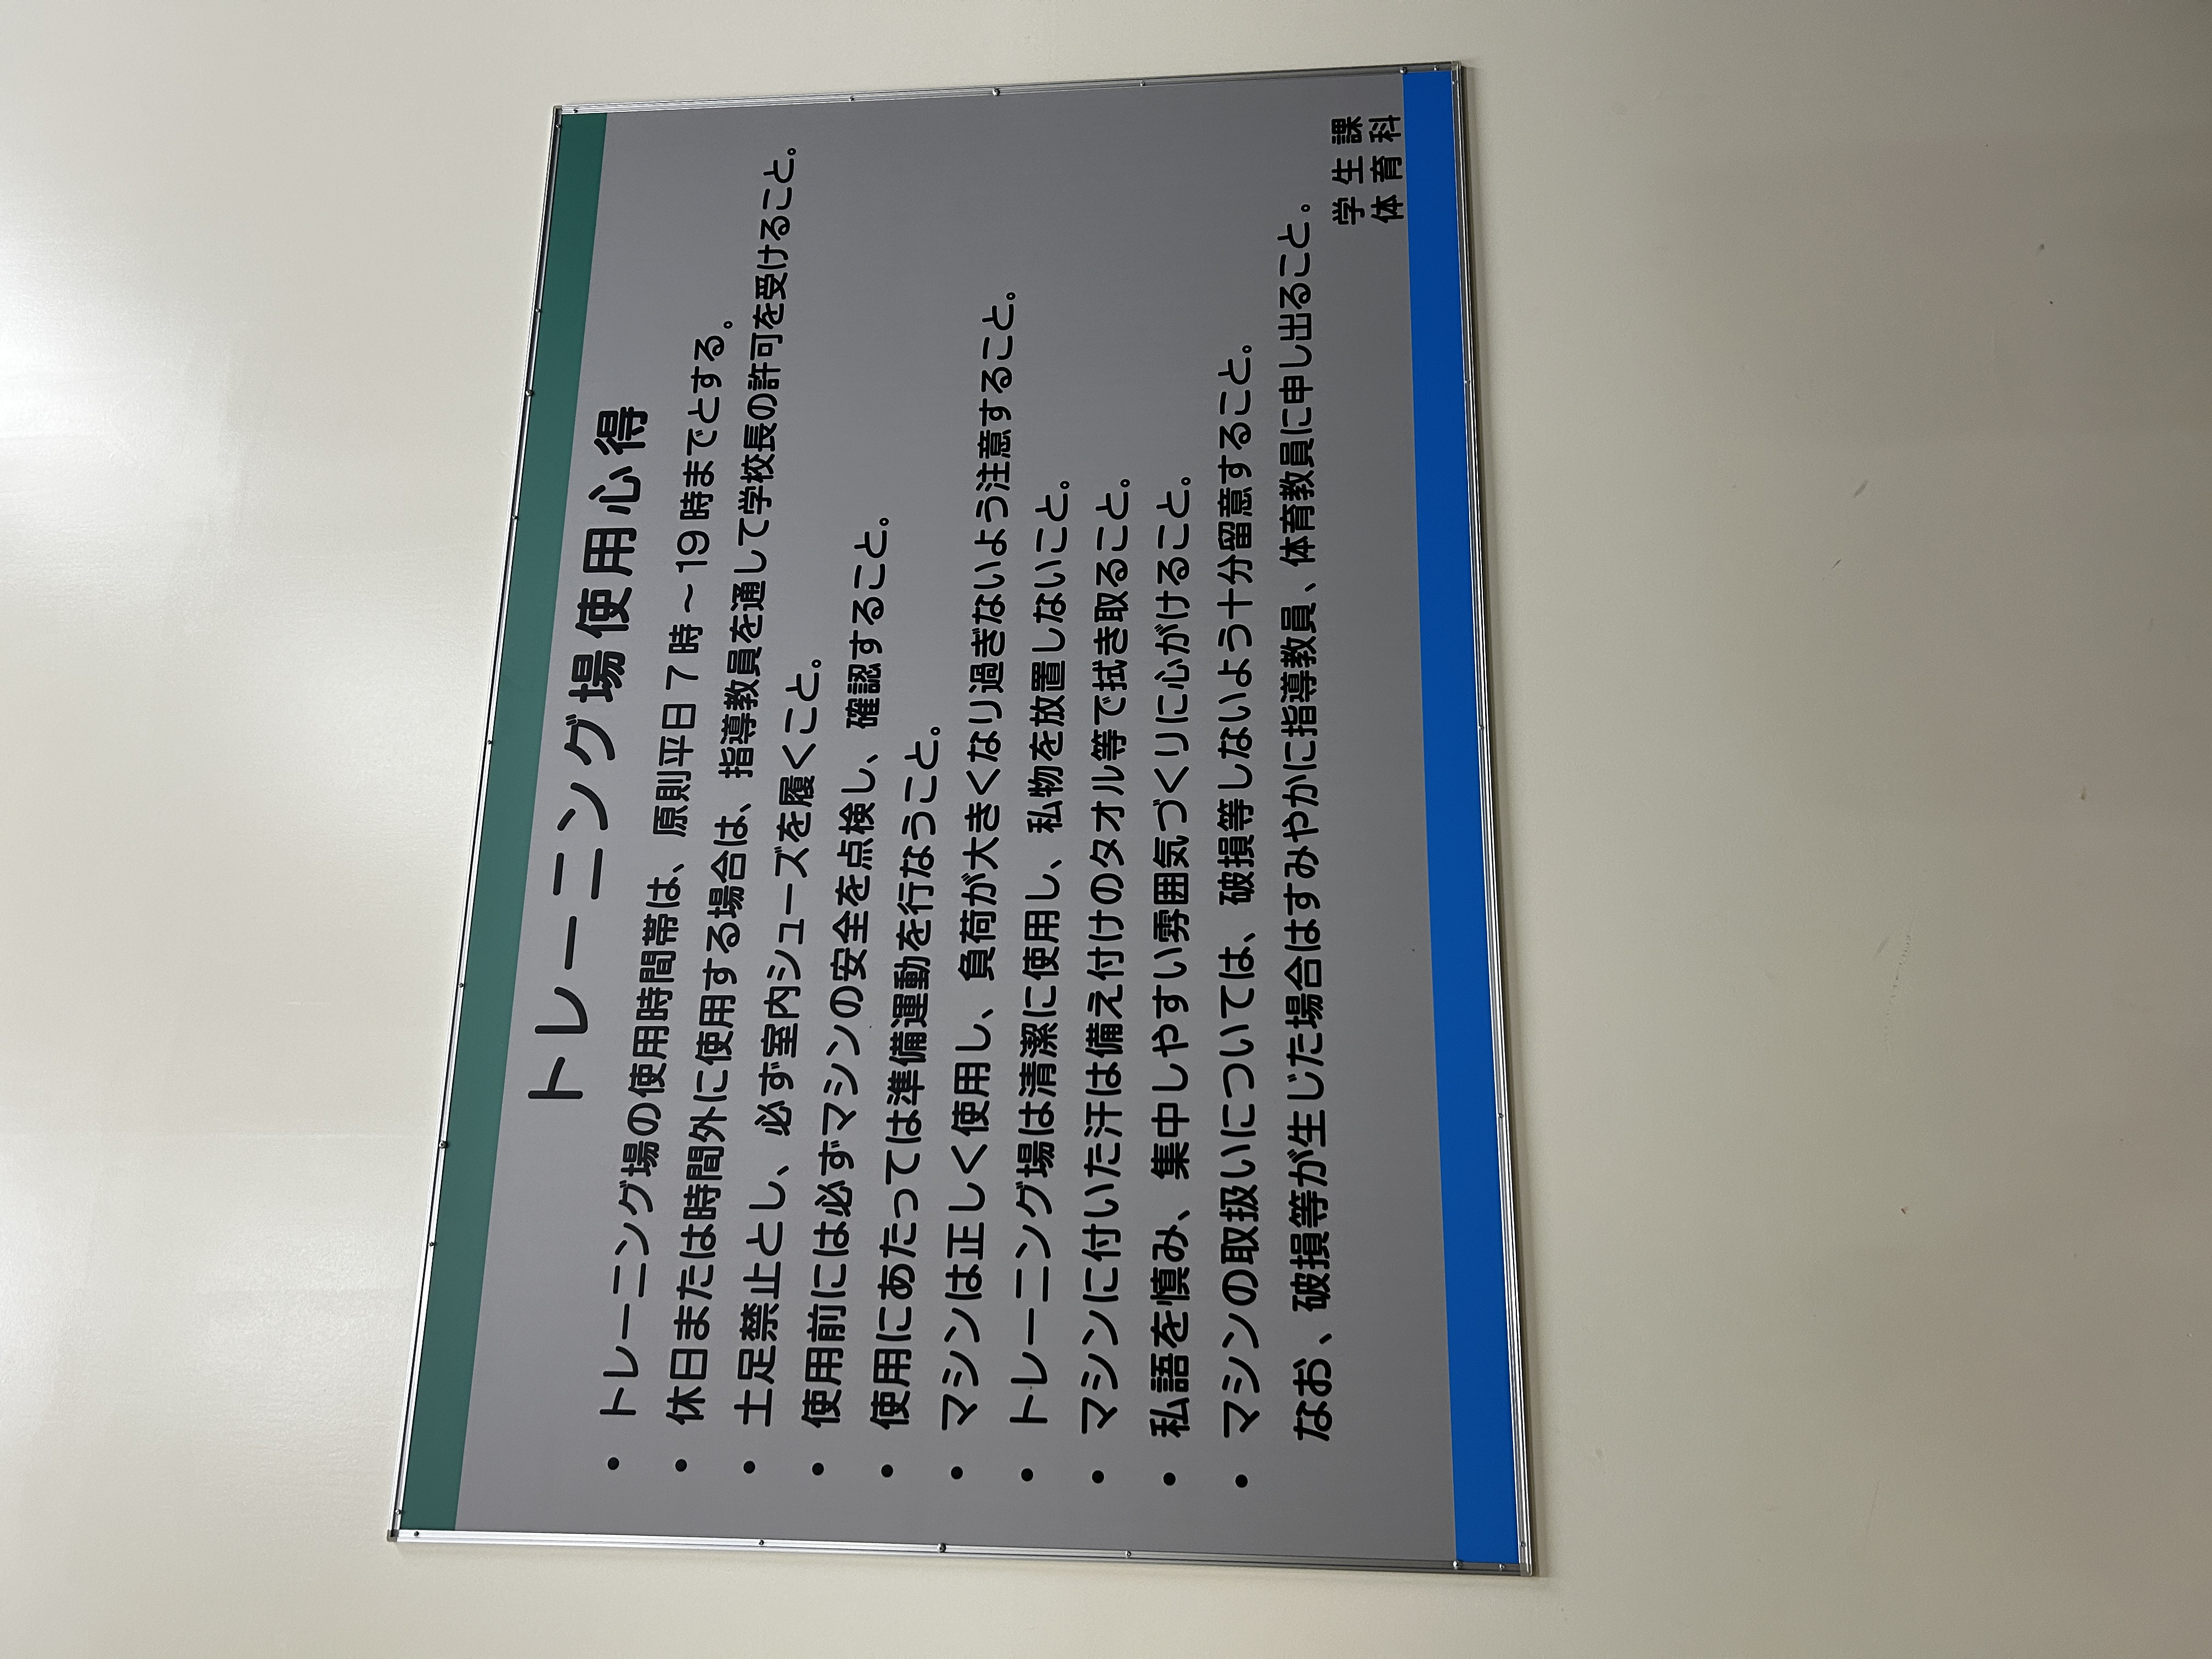 トレーニング場使用心得
・トレーニング場の使用時間帯は、原則平日7時～19時までとする。
・休日または時間外に使用する場合は、指導教員を通して学校長の許可を受けること。
・土足禁止とし、必ず室内シューズを履くこと。
・使用前には必ずマシンの安全を点検し、確認すること。
・使用にあたっては準備運動を行なうこと。
・マシンは正しく使用し、負荷が大きくなり過ぎないよう注意すること。
・トレーニング場は清潔に使用し、私物を放置しないこと。
・マシンに付いた汗は備え付けのタオル等で拭き取ること。
・私語を慎み、集中しやすい雰囲気づくりに心がけること。
・マシンの取扱いについては、破損等しないよう十分留意すること。
なお、破損等が生じた場合はすみやかに指導教員、体育教員に申し出ること。
学生課
体育科